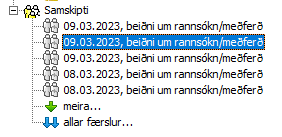 Samskipti
09.03.2023, beiðni um rannsókn/meðferð
09.03.2023, beiðni um rannsókn/meðferð
09.03.2023, beiðni um rannsókn/meðferð
08.03.2023, beiðni um rannsókn/meðferð
08.03.2023, beiðni um rannsókn/meðferð
meira...
allar færslur...